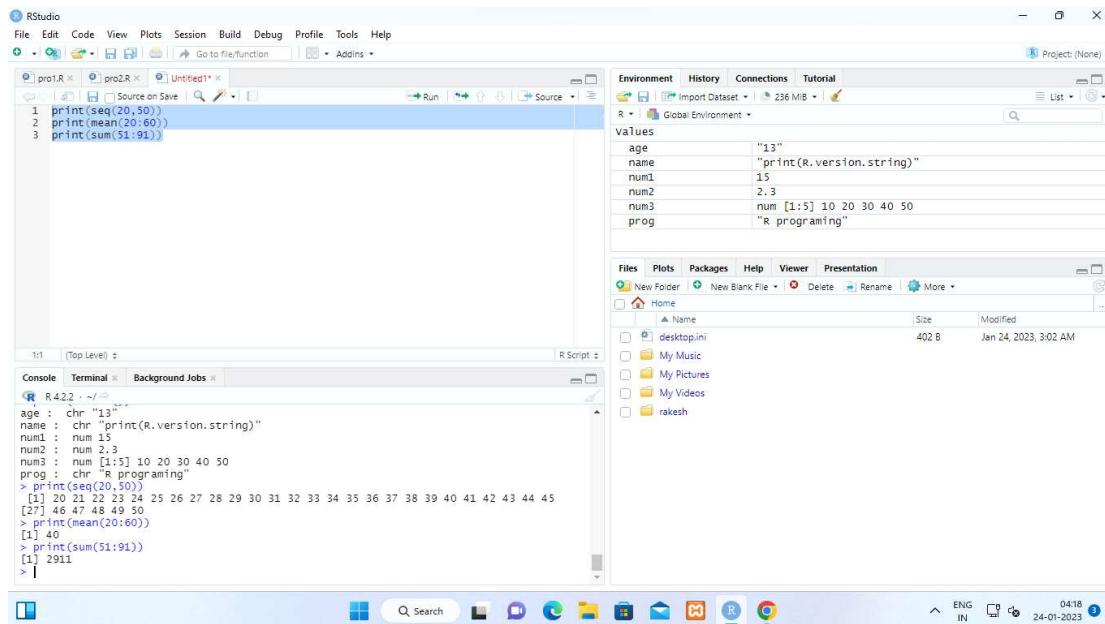 RStudio
File Edit Code View Plots Session Build Debug Profile Tools Help
Go to file/function Addins
Project: (None)
pro1.R pro2.R Untitled1*
Source on Save Run Source
1 print(seq(20,50))
2 print(mean(20:60))
3 print(sum(51:91))
1:1 (Top Level) R Script
Console Terminal Background Jobs
R 4.2.2 · ~/
age : chr "13"
name : chr "print(R.version.string)"
num1 : num 15
num2 : num 2.3
num3 : num [1:5] 10 20 30 40 50
prog : chr "R programing"
> print(seq(20,50))
[1] 20 21 22 23 24 25 26 27 28 29 30 31 32 33 34 35 36 37 38 39 40 41 42 43 44 45
[27] 46 47 48 49 50
> print(mean(20:60))
[1] 40
> print(sum(51:91))
[1] 2911
>
Environment History Connections Tutorial
Import Dataset 236 MiB List
R Global Environment
Values
age "13"
name "print(R.version.string)"
num1 15
num2 2.3
num3 num [1:5] 10 20 30 40 50
prog "R programing"
Files Plots Packages Help Viewer Presentation
New Folder New Blank File Delete Rename More
Home
Name Size Modified
desktop.ini 402 B Jan 24, 2023, 3:02 AM
My Music
My Pictures
My Videos
rakesh
Search
ENG
IN
04:18
24-01-2023
3